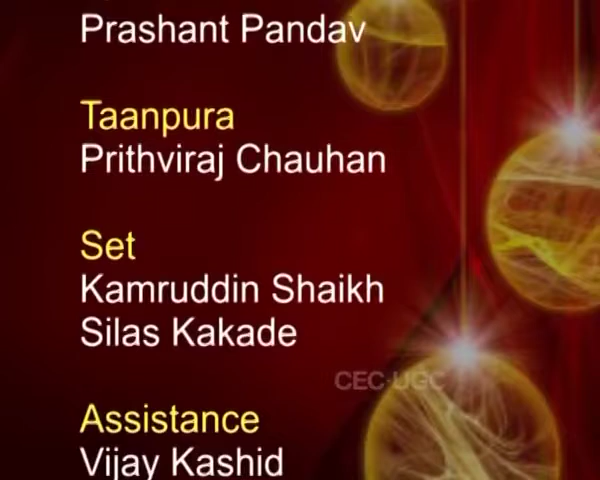 Prashant Pandav
Taanpura
Prithviraj Chauhan
Set
Kamruddin Shaikh
Silas Kakade
CEC-UGC
Assistance
Vijay Kashid